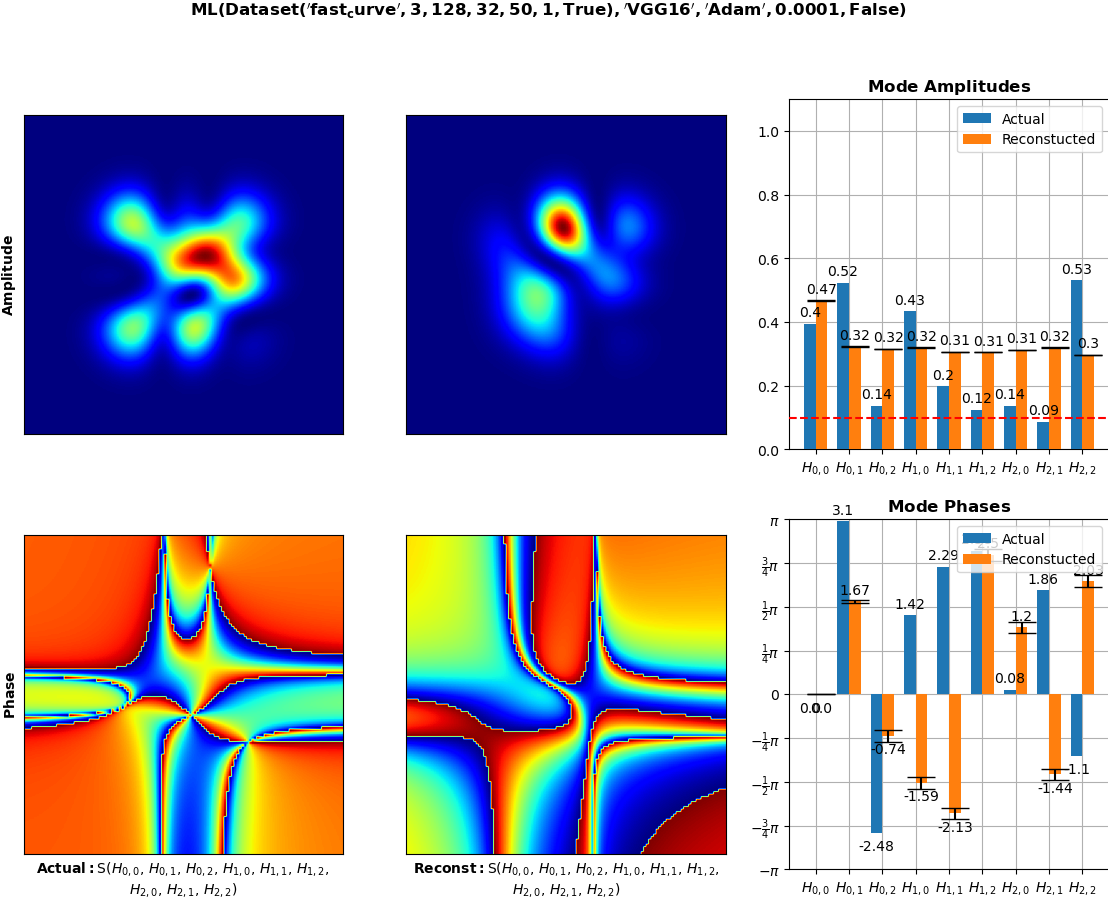 ML(Dataset('fast_curve', 3, 128, 32, 50, 1, True), 'VGG16', 'Adam', 0.0001, False)
Amplitude
Mode Amplitudes
Actual
Reconstucted
1.0
0.8
0.6
0.4
0.2
0.0
0.4 0.47 0.52 0.32 0.14 0.32 0.43 0.32 0.2 0.31 0.12 0.31 0.14 0.31 0.09 0.32 0.53 0.3
H0,0 H0,1 H0,2 H1,0 H1,1 H1,2 H2,0 H2,1 H2,2
Phase
Mode Phases
Actual
Reconstucted
π
3/4π
1/2π
1/4π
0
−1/4π
−1/2π
−3/4π
−π
0.0 0.0 3.1 1.67 -2.48 -0.74 1.42 -1.59 2.29 -2.13 2.5 0.08 1.2 1.86 -1.44 -1.1 2.03
H0,0 H0,1 H0,2 H1,0 H1,1 H1,2 H2,0 H2,1 H2,2
Actual: S(H0,0, H0,1, H0,2, H1,0, H1,1, H1,2,
H2,0, H2,1, H2,2)
Reconst: S(H0,0, H0,1, H0,2, H1,0, H1,1, H1,2,
H2,0, H2,1, H2,2)